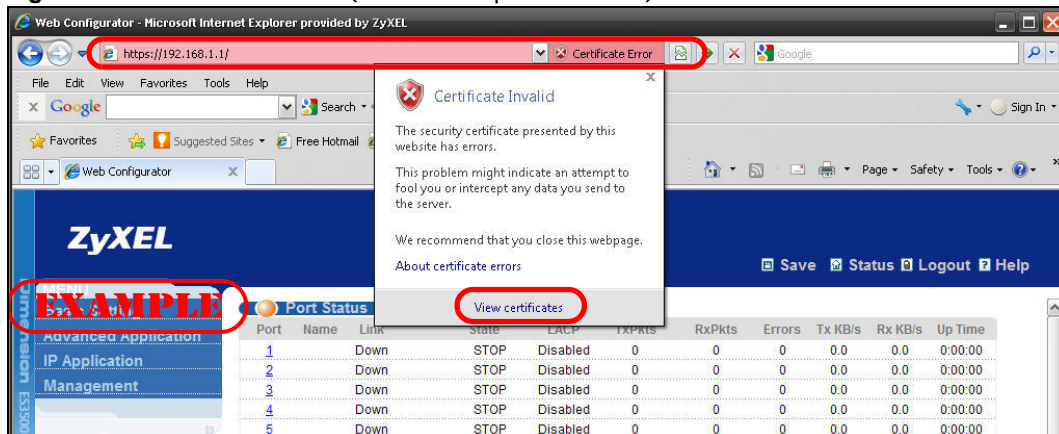 Web Configurator - Microsoft Internet Explorer provided by ZyXEL
https://192.168.1.1/
Certificate Error
Google
File Edit View Favorites Tools Help
Google
Search
Sign In
Favorites
Suggested Sites
Free Hotmail
Web Configurator
Page
Safety
Tools
Certificate Invalid
The security certificate presented by this
website has errors.
This problem might indicate an attempt to
fool you or intercept any data you send to
the server.
We recommend that you close this webpage.
About certificate errors
View certificates
ZyXEL
Save Status Logout Help
MENU
EXAMPLE
Advanced Application
IP Application
Management
Dimension ES3500
Port Status
Port Name Link State LACP TxPkts RxPkts Errors Tx KB/s Rx KB/s Up Time
1 Down STOP Disabled 0 0 0 0.0 0.0 0:00:00
2 Down STOP Disabled 0 0 0 0.0 0.0 0:00:00
3 Down STOP Disabled 0 0 0 0.0 0.0 0:00:00
4 Down STOP Disabled 0 0 0 0.0 0.0 0:00:00
5 Down STOP Disabled 0 0 0 0.0 0.0 0:00:00